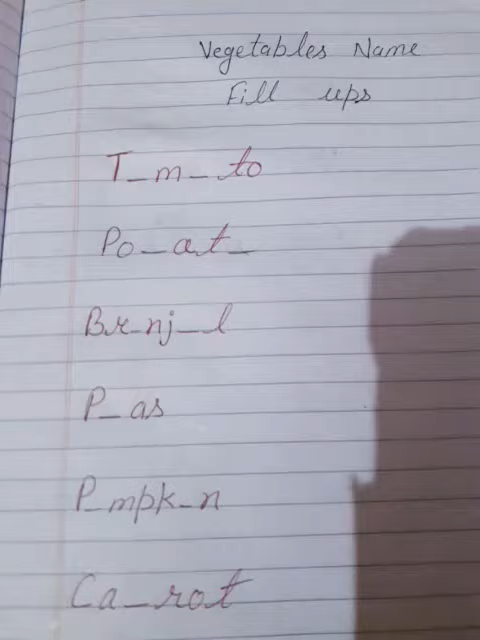 Vegetables Name
Fill ups
T_m_to
Po_at_
Br_nj_l
P_as
P_mpk_n
Ca_rot